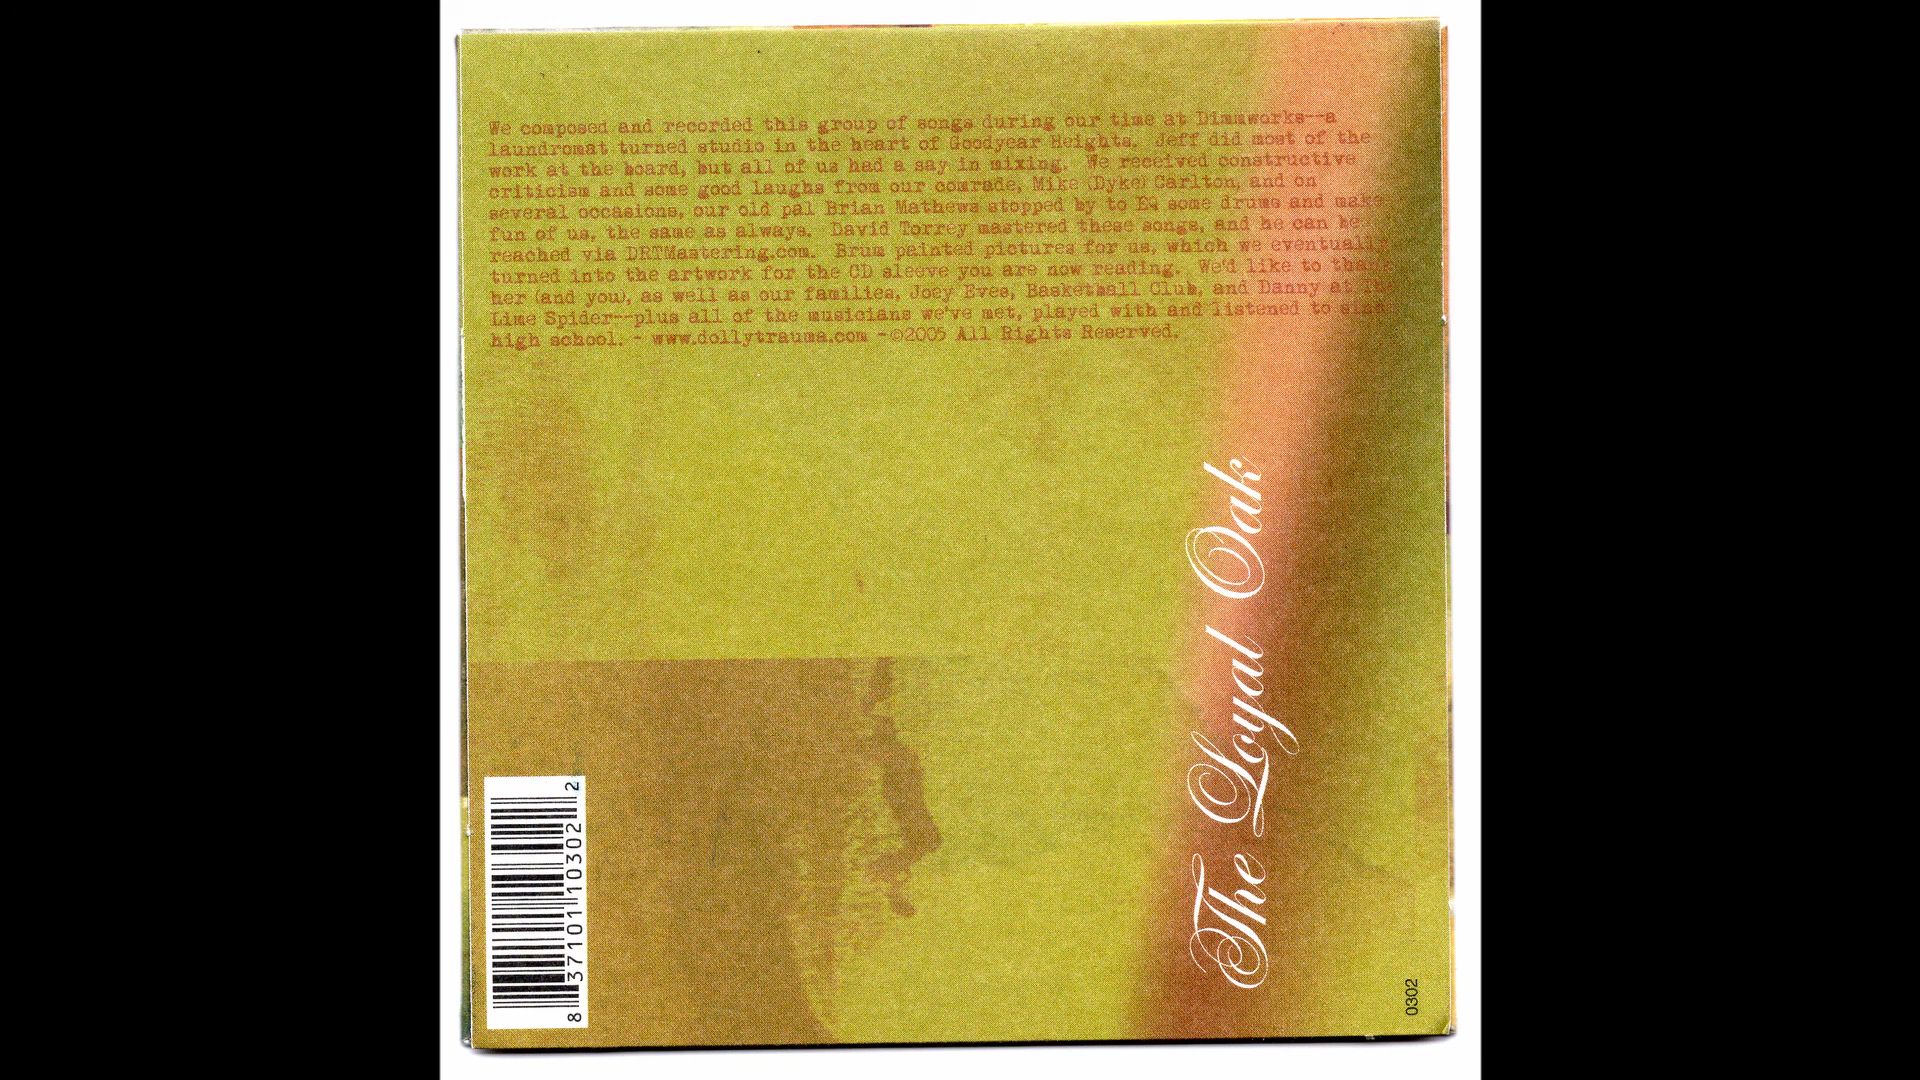 We composed and recorded this group of songs during our time at Dimmworks--a
laundromat turned studio in the heart of Goodyear Heights. Jeff did most of the
work at the board, but all of us had a say in mixing. We received constructive
criticism and some good laughs from our comrade, Mike (Dyke) Carlton, and on
several occasions, our old pal Brian Mathews stopped by to EQ some drums and make
fun of us, the same as always. David Torrey mastered these songs, and he can be
reached via DRTMastering.com. Brum painted pictures for us, which we eventually
turned into the artwork for the CD sleeve you are now reading. We'd like to thank
her (and you), as well as our families, Joey Eves, Basketball Club, and Danny at The
Lime Spider--plus all of the musicians we've met, played with and listened to since
high school. - www.dollytrauma.com -©2005 All Rights Reserved.
The Loyal Oak
8 37101 10302 2
0302